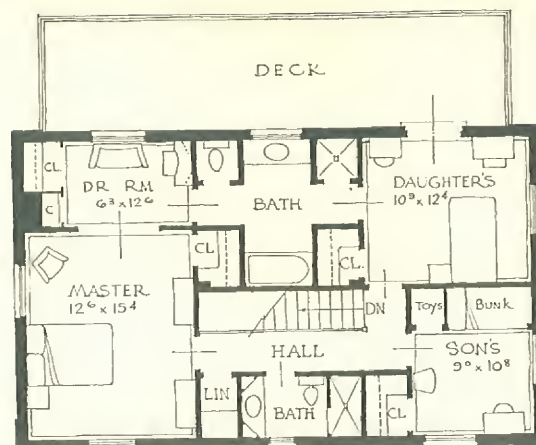 DECK
CL
DR. RM.
6³ x 12⁶
C
BATH
DAUGHTER'S
10⁹ x 12⁴
CL
CL
MASTER
12⁶ x 15⁴
DN
TOYS
BUNK
HALL
SON'S
9⁰ x 10⁸
LIN
BATH
CL